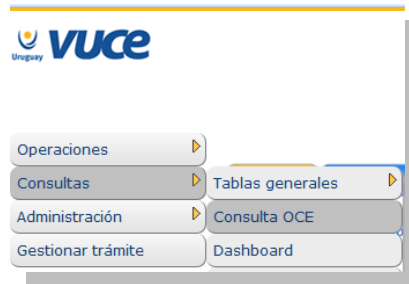 Uruguay vuce
Operaciones
Consultas Tablas generales
Administración Consulta OCE
Gestionar trámite Dashboard